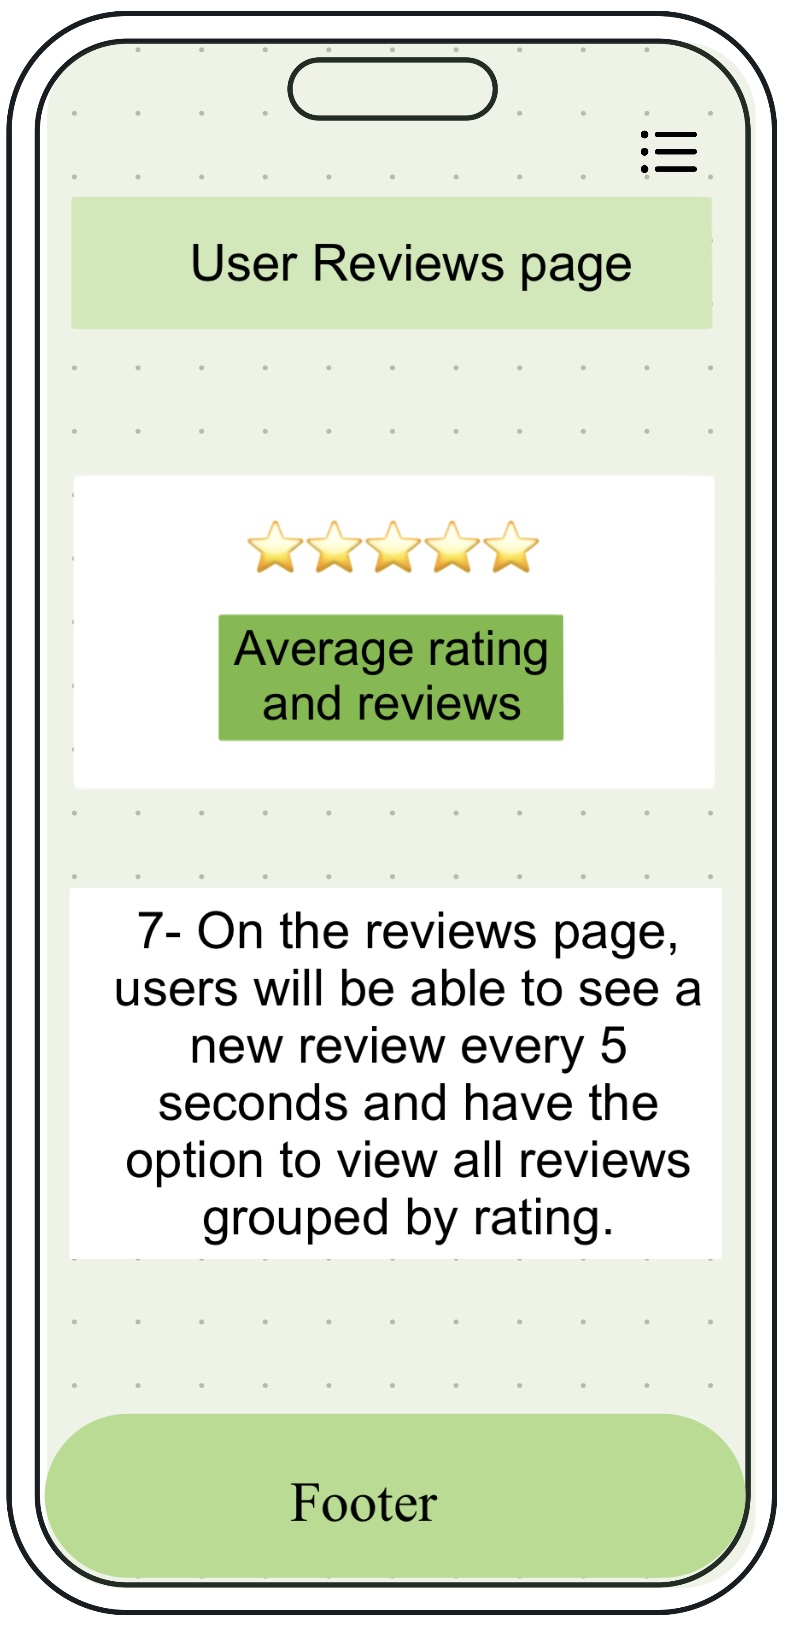 User Reviews page
Average rating
and reviews
7- On the reviews page,
users will be able to see a
new review every 5
seconds and have the
option to view all reviews
grouped by rating.
Footer